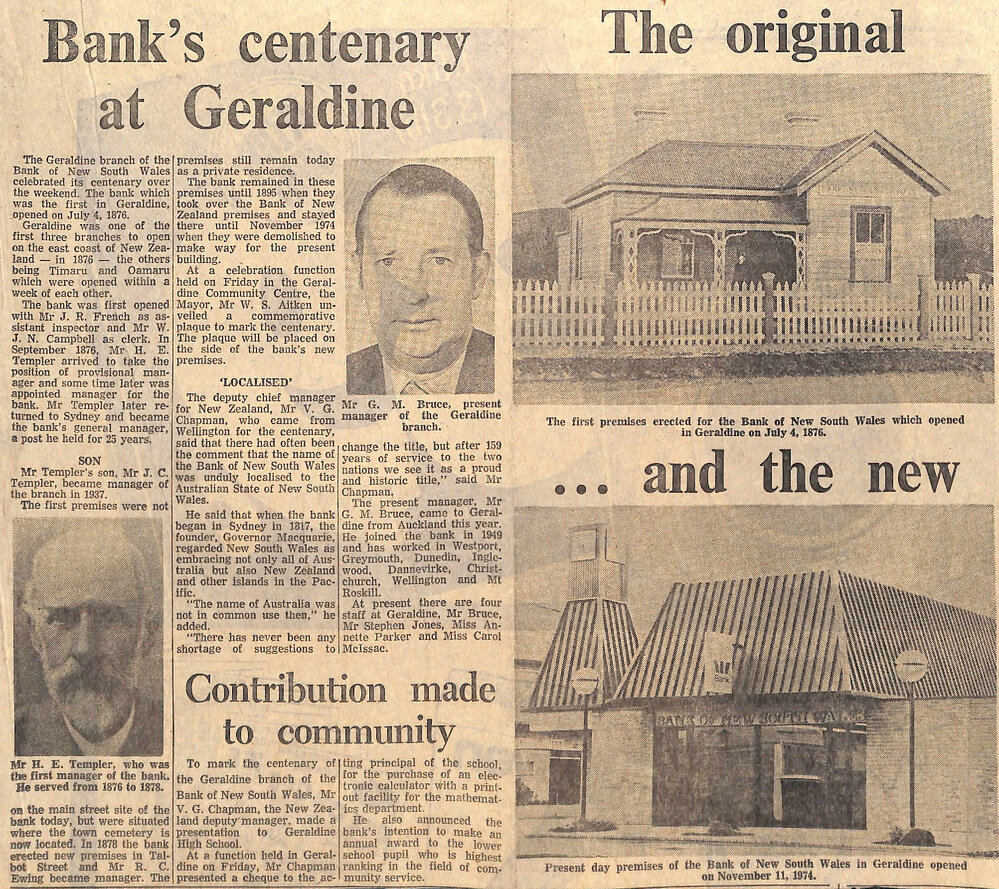 Bank's centenary
at Geraldine
The Geraldine branch of the
Bank of New South Wales
celebrated its centenary over
the weekend. The bank which
was the first in Geraldine,
opened on July 4, 1876.
Geraldine was one of the
first three branches to open
on the east coast of New Zea-
land — in 1876 — the others
being Timaru and Oamaru
which were opened within a
week of each other.
The bank was first opened
with Mr J. R. French as as-
sistant inspector and Mr W.
J. N. Campbell as clerk. In
September 1876, Mr H. E.
Templer arrived to take the
position of provisional man-
ager and some time later was
appointed manager for the
bank. Mr Templer later re-
turned to Sydney and became
the bank's general manager,
a post he held for 25 years.
SON
Mr Templer's son, Mr J. C.
Templer, became manager of
the branch in 1937.
The first premises were not
Mr H. E. Templer, who was
the first manager of the bank.
He served from 1876 to 1878.
on the main street site of the
bank today, but were situated
where the town cemetery is
now located. In 1878 the bank
erected new premises in Tal-
bot Street and Mr R. C.
Ewing became manager. The
premises still remain today
as a private residence.
The bank remained in these
premises until 1895 when they
took over the Bank of New
Zealand premises and stayed
there until November 1974
when they were demolished to
make way for the present
building.
At a celebration function
held on Friday in the Geral-
dine Community Centre, the
Mayor, Mr W. S. Aitken un-
veiled a commemorative
plaque to mark the centenary.
The plaque will be placed on
the side of the bank's new
premises.
'LOCALISED'
The deputy chief manager
for New Zealand, Mr V. G.
Chapman, who came from
Wellington for the centenary,
said that there had often been
the comment that the name of
the Bank of New South Wales
was unduly localised to the
Australian State of New South
Wales.
He said that when the bank
began in Sydney in 1817, the
founder, Governor Macquarie,
regarded New South Wales as
embracing not only all of Aus-
tralia but also New Zealand
and other islands in the Pac-
ific.
"The name of Australia was
not in common use then," he
added.
"There has never been any
shortage of suggestions to
Mr G. M. Bruce, present
manager of the Geraldine
branch.
change the title, but after 159
years of service to the two
nations we see it as a proud
and historic title," said Mr
Chapman.
The present manager, Mr
G. M. Bruce, came to Geral-
dine from Auckland this year.
He joined the bank in 1949
and has worked in Westport,
Greymouth, Dunedin, Ingle-
wood, Dannevirke, Christ-
church, Wellington and Mt
Roskill.
At present there are four
staff at Geraldine, Mr Bruce,
Mr Stephen Jones, Miss An-
nette Parker and Miss Carol
McIssac.
Contribution made
to community
To mark the centenary of
the Geraldine branch of the
Bank of New South Wales, Mr
V. G. Chapman, the New Zea-
land deputy manager, made a
presentation to Geraldine
High School.
At a function held in Geral-
dine on Friday, Mr Chapman
presented a cheque to the ac-
ting principal of the school,
for the purchase of an elec-
tronic calculator with a print-
out facility for the mathemat-
ics department.
He also announced the
bank's intention to make an
annual award to the lower
school pupil who is highest
ranking in the field of com-
munity service.
The original
The first premises erected for the Bank of New South Wales which opened
in Geraldine on July 4, 1876.
... and the new
Bank
BANK OF NEW SOUTH WALES
Present day premises of the Bank of New South Wales in Geraldine opened
on November 11, 1974.